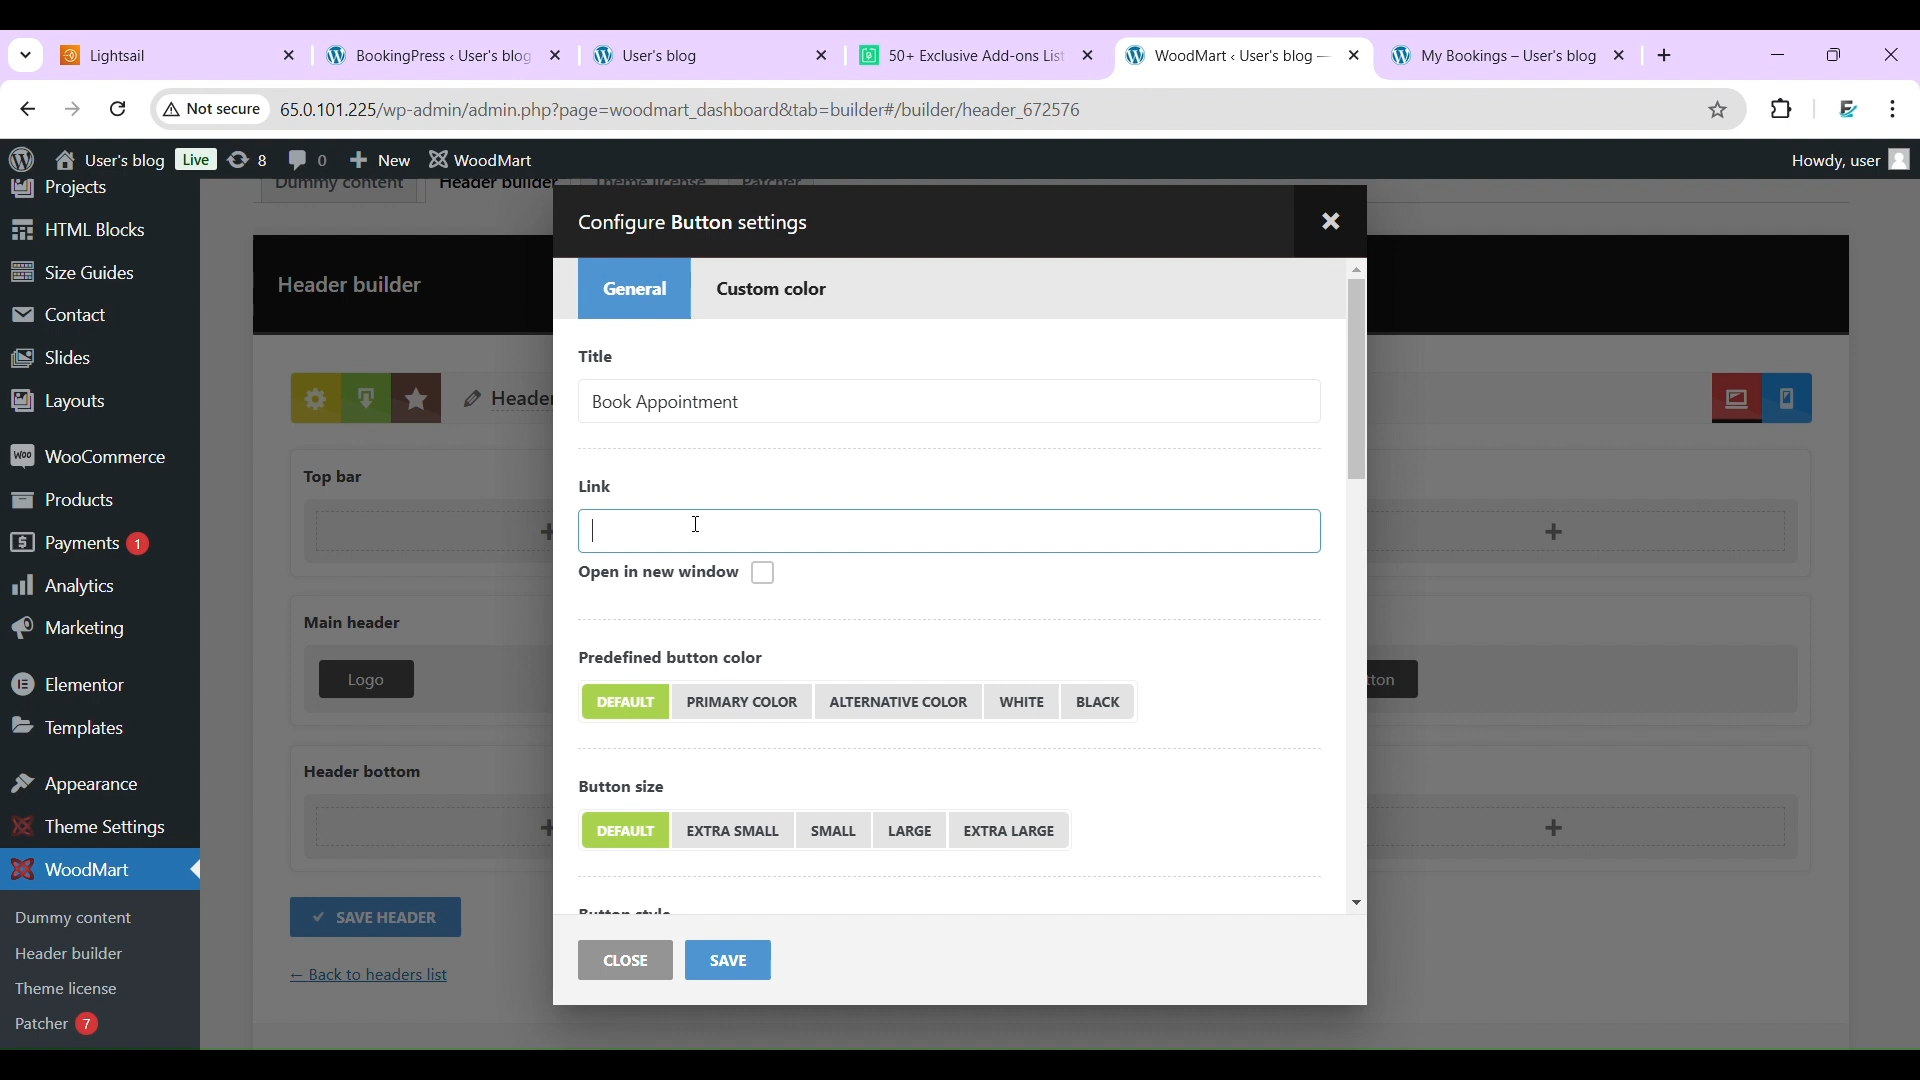 Lightsail
BookingPress ‹ User's blog
User's blog
50+ Exclusive Add-ons List
WoodMart ‹ User's blog —
My Bookings – User's blog
Not secure
65.0.101.225/wp-admin/admin.php?page=woodmart_dashboard&tab=builder#/builder/header_672576
User's blog
Live
8
0
New
WoodMart
Howdy, user
Projects
HTML Blocks
Size Guides
Contact
Slides
Layouts
WooCommerce
Products
Payments 1
Analytics
Marketing
Elementor
Templates
Appearance
Theme Settings
WoodMart
Dummy content
Header builder
Theme license
Patcher 7
Dummy content
Header builder
Theme license
Patcher
Header builder
Header
Top bar
Main header
Logo
tton
Header bottom
SAVE HEADER
← Back to headers list
Configure Button settings
General
Custom color
Title
Book Appointment
Link
Open in new window
Predefined button color
DEFAULT
PRIMARY COLOR
ALTERNATIVE COLOR
WHITE
BLACK
Button size
DEFAULT
EXTRA SMALL
SMALL
LARGE
EXTRA LARGE
Button style
CLOSE
SAVE